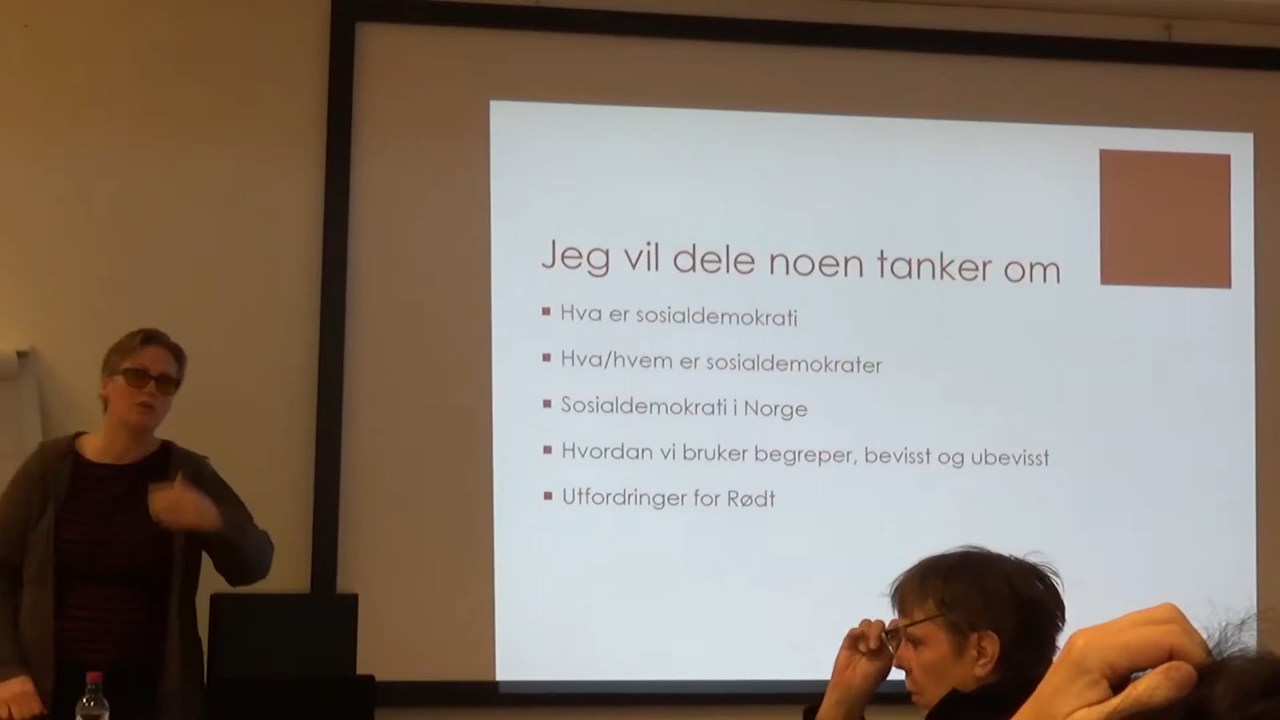 Jeg vil dele noen tanker om
Hva er sosialdemokrati
Hva/hvem er sosialdemokrater
Sosialdemokrati i Norge
Hvordan vi bruker begreper, bevisst og ubevisst
Utfordringer for Rødt